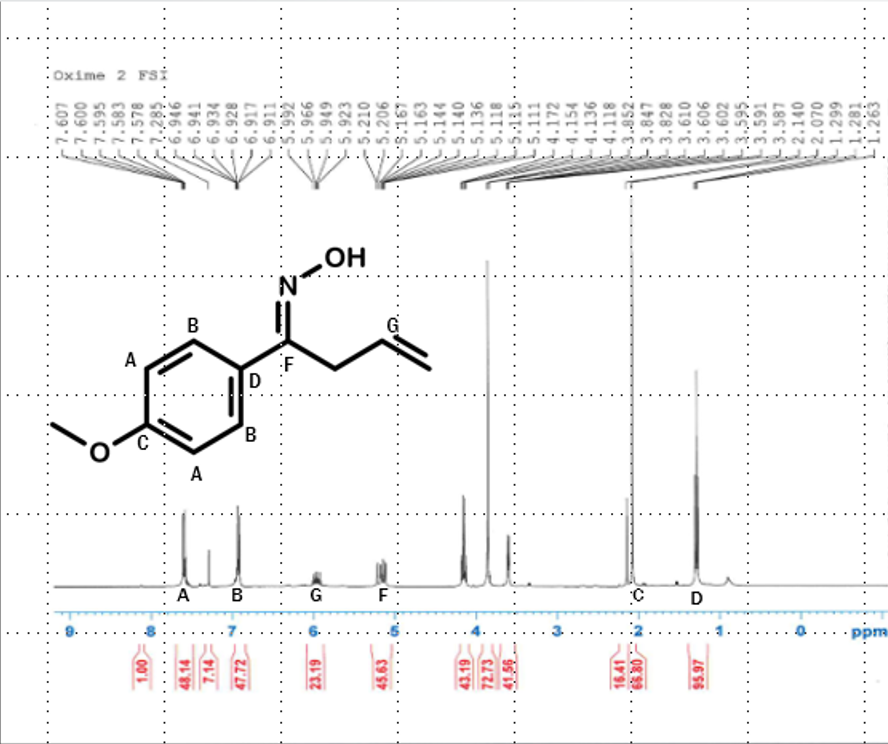 Oxime 2 FSI
7.607 7.600 7.595 7.583 7.578 7.285 6.946 6.941 6.934 6.928 6.917 6.911 5.992 5.966 5.949 5.923 5.210 5.206 5.167 5.163 5.144 5.140 5.136 5.118 5.115 5.111 4.172 4.154 4.136 4.118 3.852 3.847 3.828 3.610 3.606 3.602 3.595 3.591 3.587 2.140 2.070 1.299 1.281 1.263
OH
N
B
G
A
F
D
C
B
O
A
A B G F C D
9 8 7 6 5 4 3 2 1 0 ppm
1.00 48.14 7.14 47.72 23.19 45.63 43.19 72.73 41.56 16.41 66.80 95.97